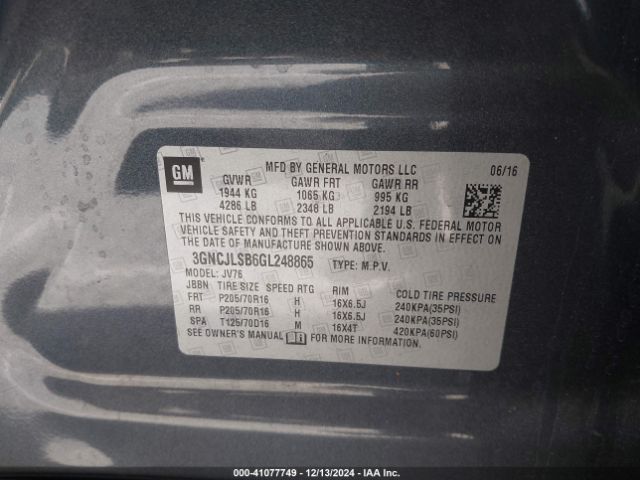 GM
MFD BY GENERAL MOTORS LLC 06/16
GVWR GAWR FRT GAWR RR
1944 KG 1065 KG 995 KG
4286 LB 2348 LB 2194 LB
THIS VEHICLE CONFORMS TO ALL APPLICABLE U.S. FEDERAL MOTOR
VEHICLE SAFETY AND THEFT PREVENTION STANDARDS IN EFFECT ON
THE DATE OF MANUFACTURE SHOWN ABOVE.
3GNCJLSB6GL248865 TYPE: M.P.V.
MODEL: JV76
JBBN TIRE SIZE SPEED RTG RIM COLD TIRE PRESSURE
FRT P205/70R16 H 16X6.5J 240KPA(35PSI)
RR P205/70R16 H 16X6.5J 240KPA(35PSI)
SPA T125/70D16 M 16X4T 420KPA(60PSI)
SEE OWNER'S MANUAL FOR MORE INFORMATION.
000-41077749 - 12/13/2024 - IAA Inc.